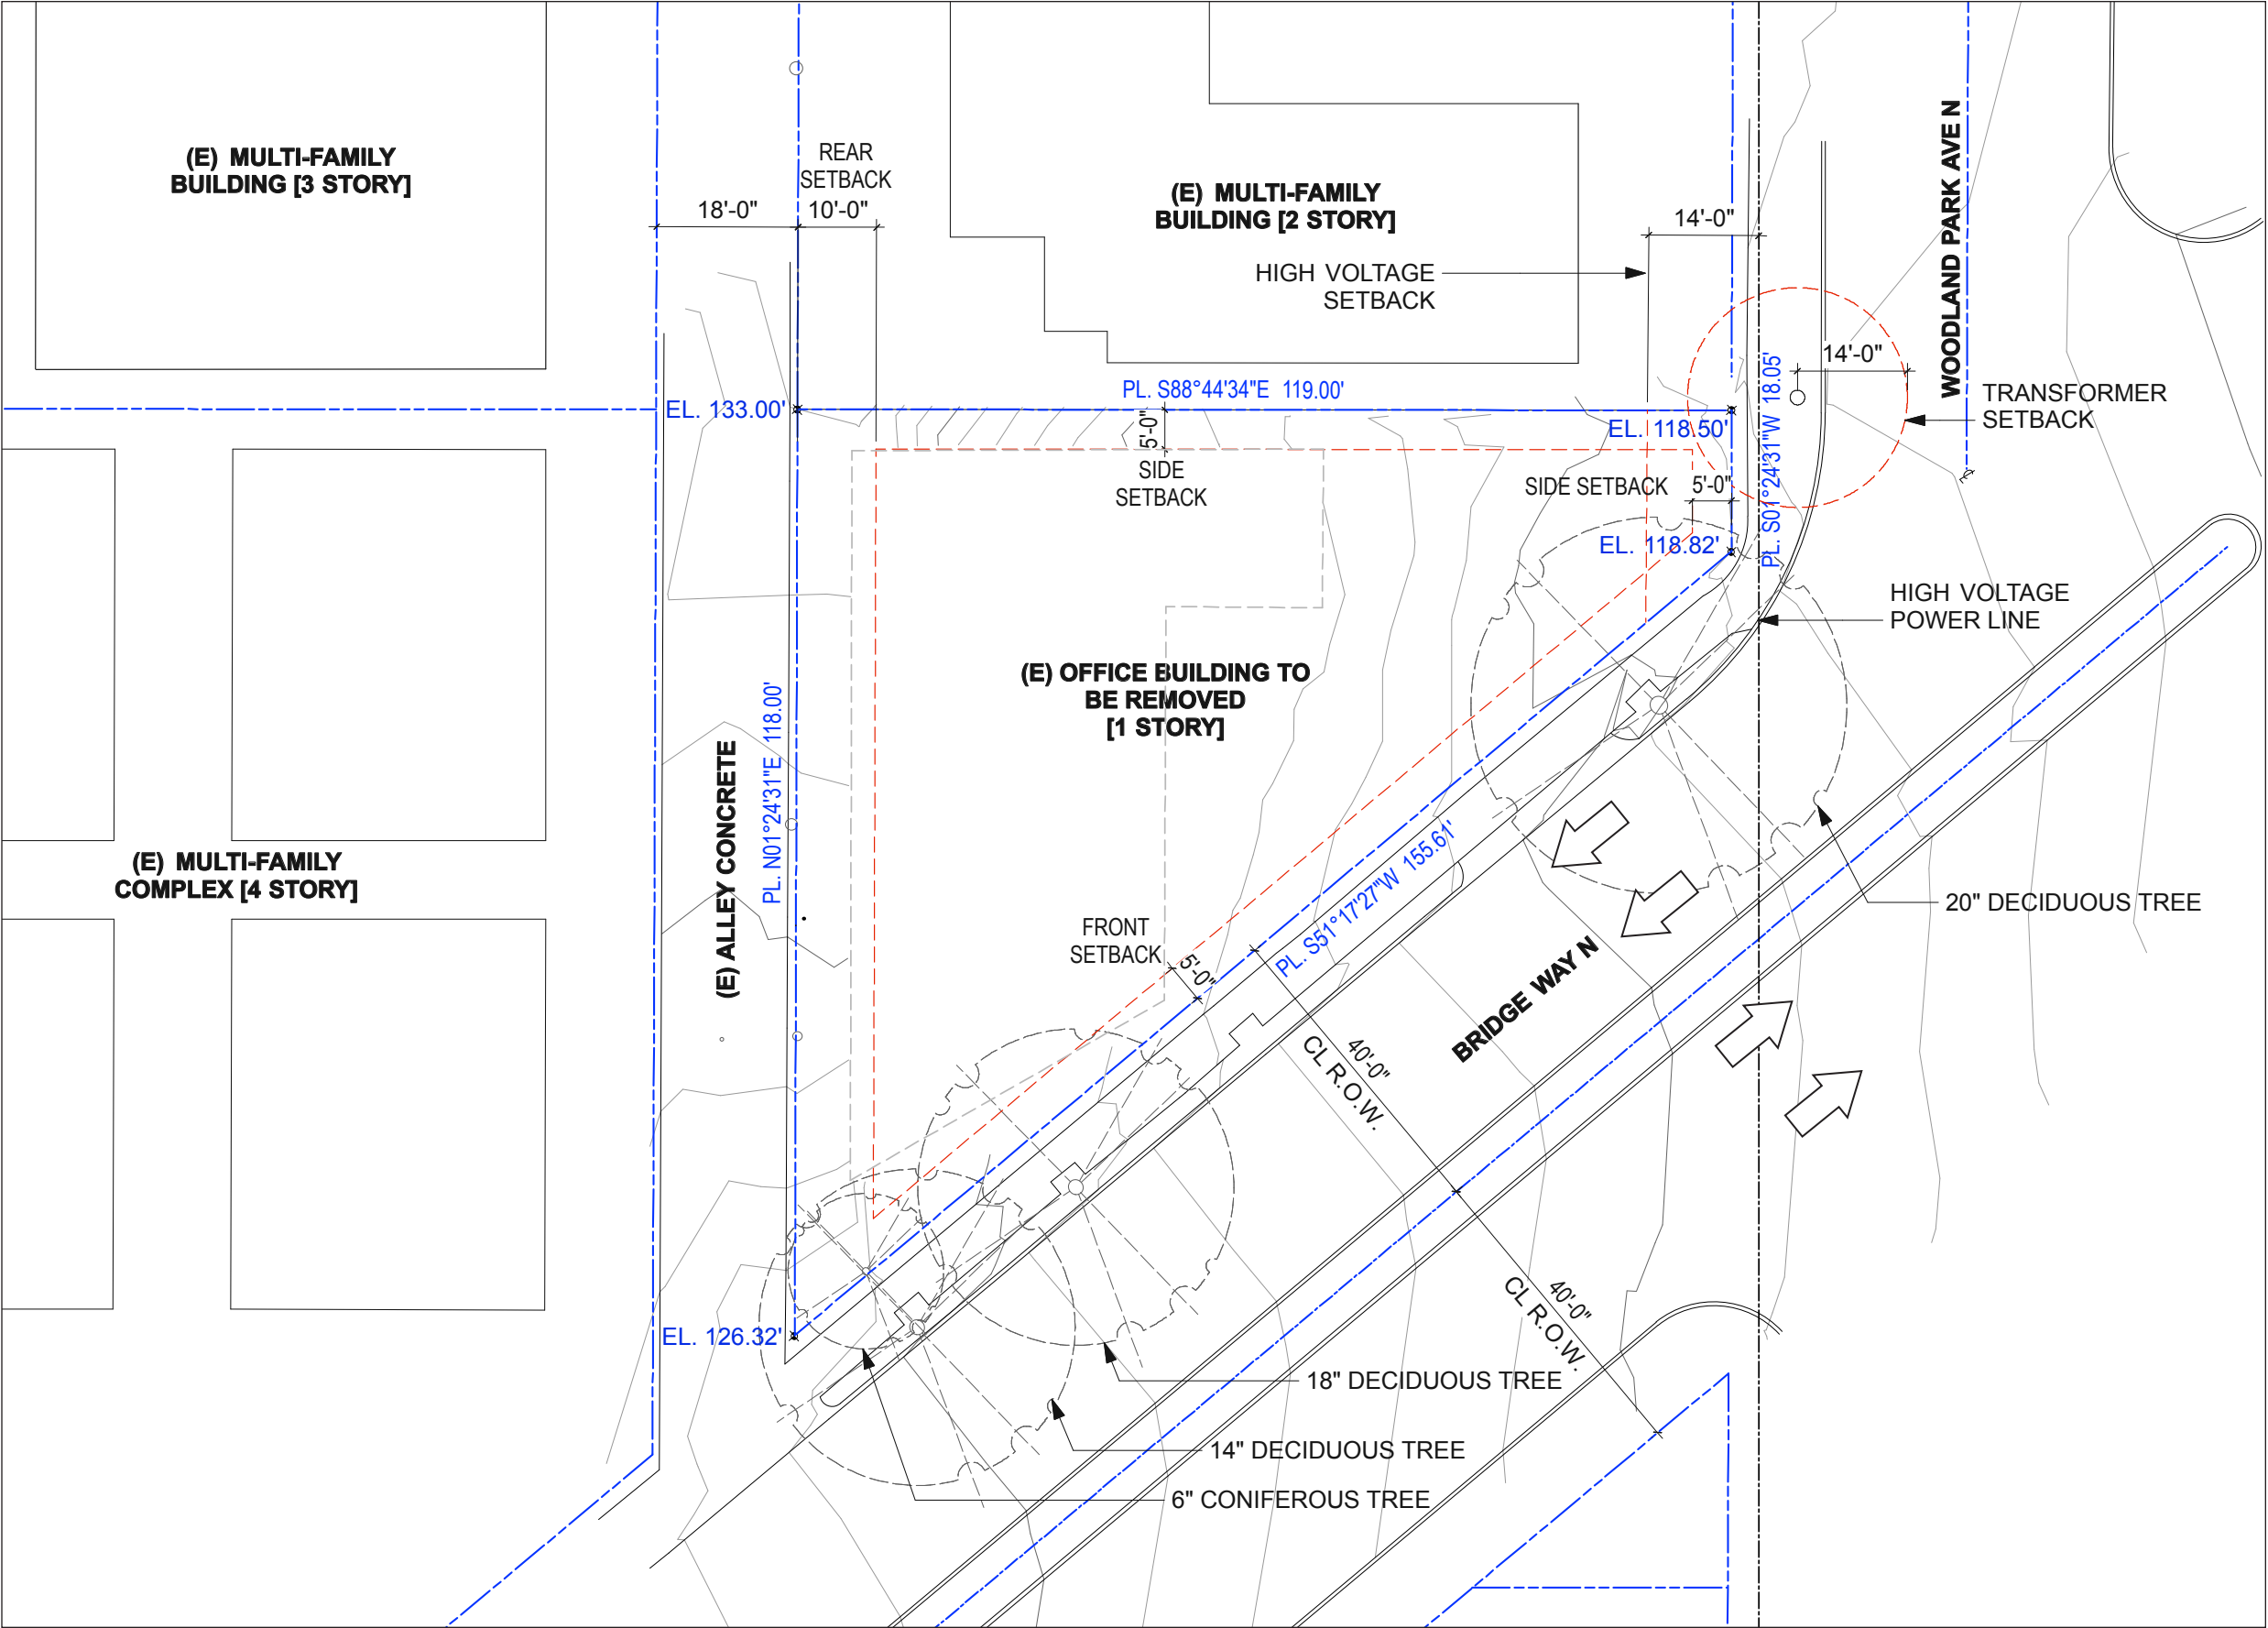 (E) MULTI-FAMILY
BUILDING [3 STORY]
REAR
SETBACK
18'-0"
10'-0"
(E) MULTI-FAMILY
BUILDING [2 STORY]
HIGH VOLTAGE
SETBACK
14'-0"
WOODLAND PARK AVE N
14'-0"
TRANSFORMER
SETBACK
PL. S88°44'34"E 119.00'
EL. 133.00'
5'-0"
SIDE
SETBACK
EL. 118.50'
SIDE SETBACK
5'-0"
PL. S01°24'31"W 18.05'
EL. 118.82'
HIGH VOLTAGE
POWER LINE
(E) OFFICE BUILDING TO
BE REMOVED
[1 STORY]
(E) ALLEY CONCRETE
PL. N01°24'31"E 118.00'
(E) MULTI-FAMILY
COMPLEX [4 STORY]
FRONT
SETBACK
5'-0"
PL. S51°17'27"W 155.61'
20" DECIDUOUS TREE
BRIDGE WAY N
40'-0"
CL R.O.W.
40'-0"
CL R.O.W.
EL. 126.32'
18" DECIDUOUS TREE
14" DECIDUOUS TREE
6" CONIFEROUS TREE